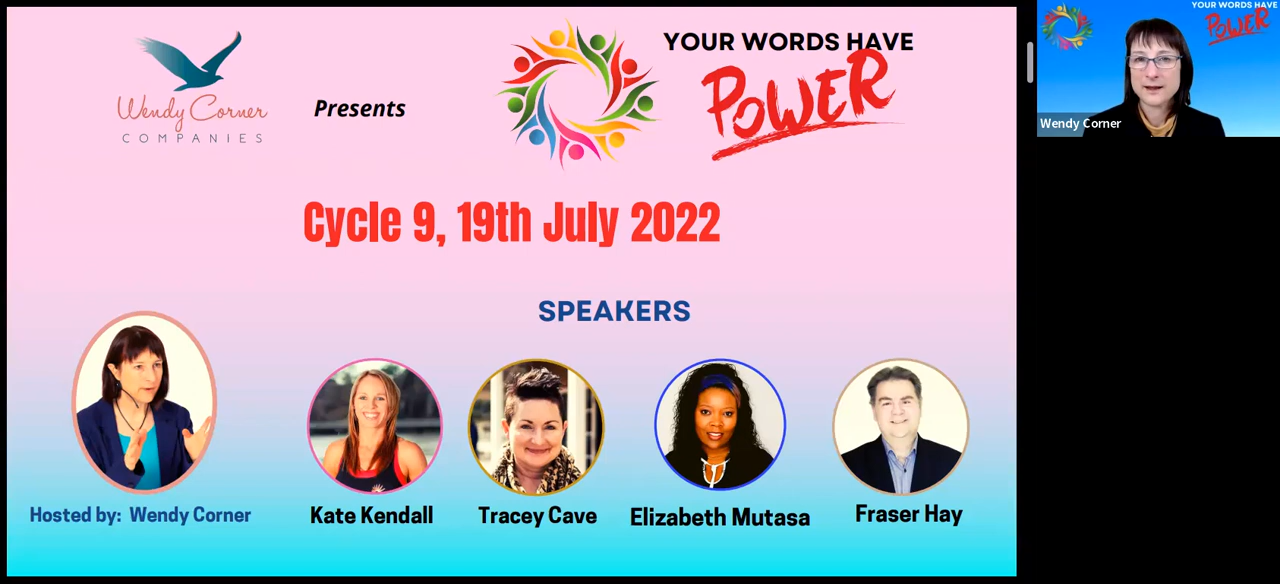 Wendy Corner
COMPANIES
Presents
YOUR WORDS HAVE
POWER
Cycle 9, 19th July 2022
SPEAKERS
Hosted by: Wendy Corner
Kate Kendall
Tracey Cave
Elizabeth Mutasa
Fraser Hay
YOUR WORDS HAVE
POWER
Wendy Corner